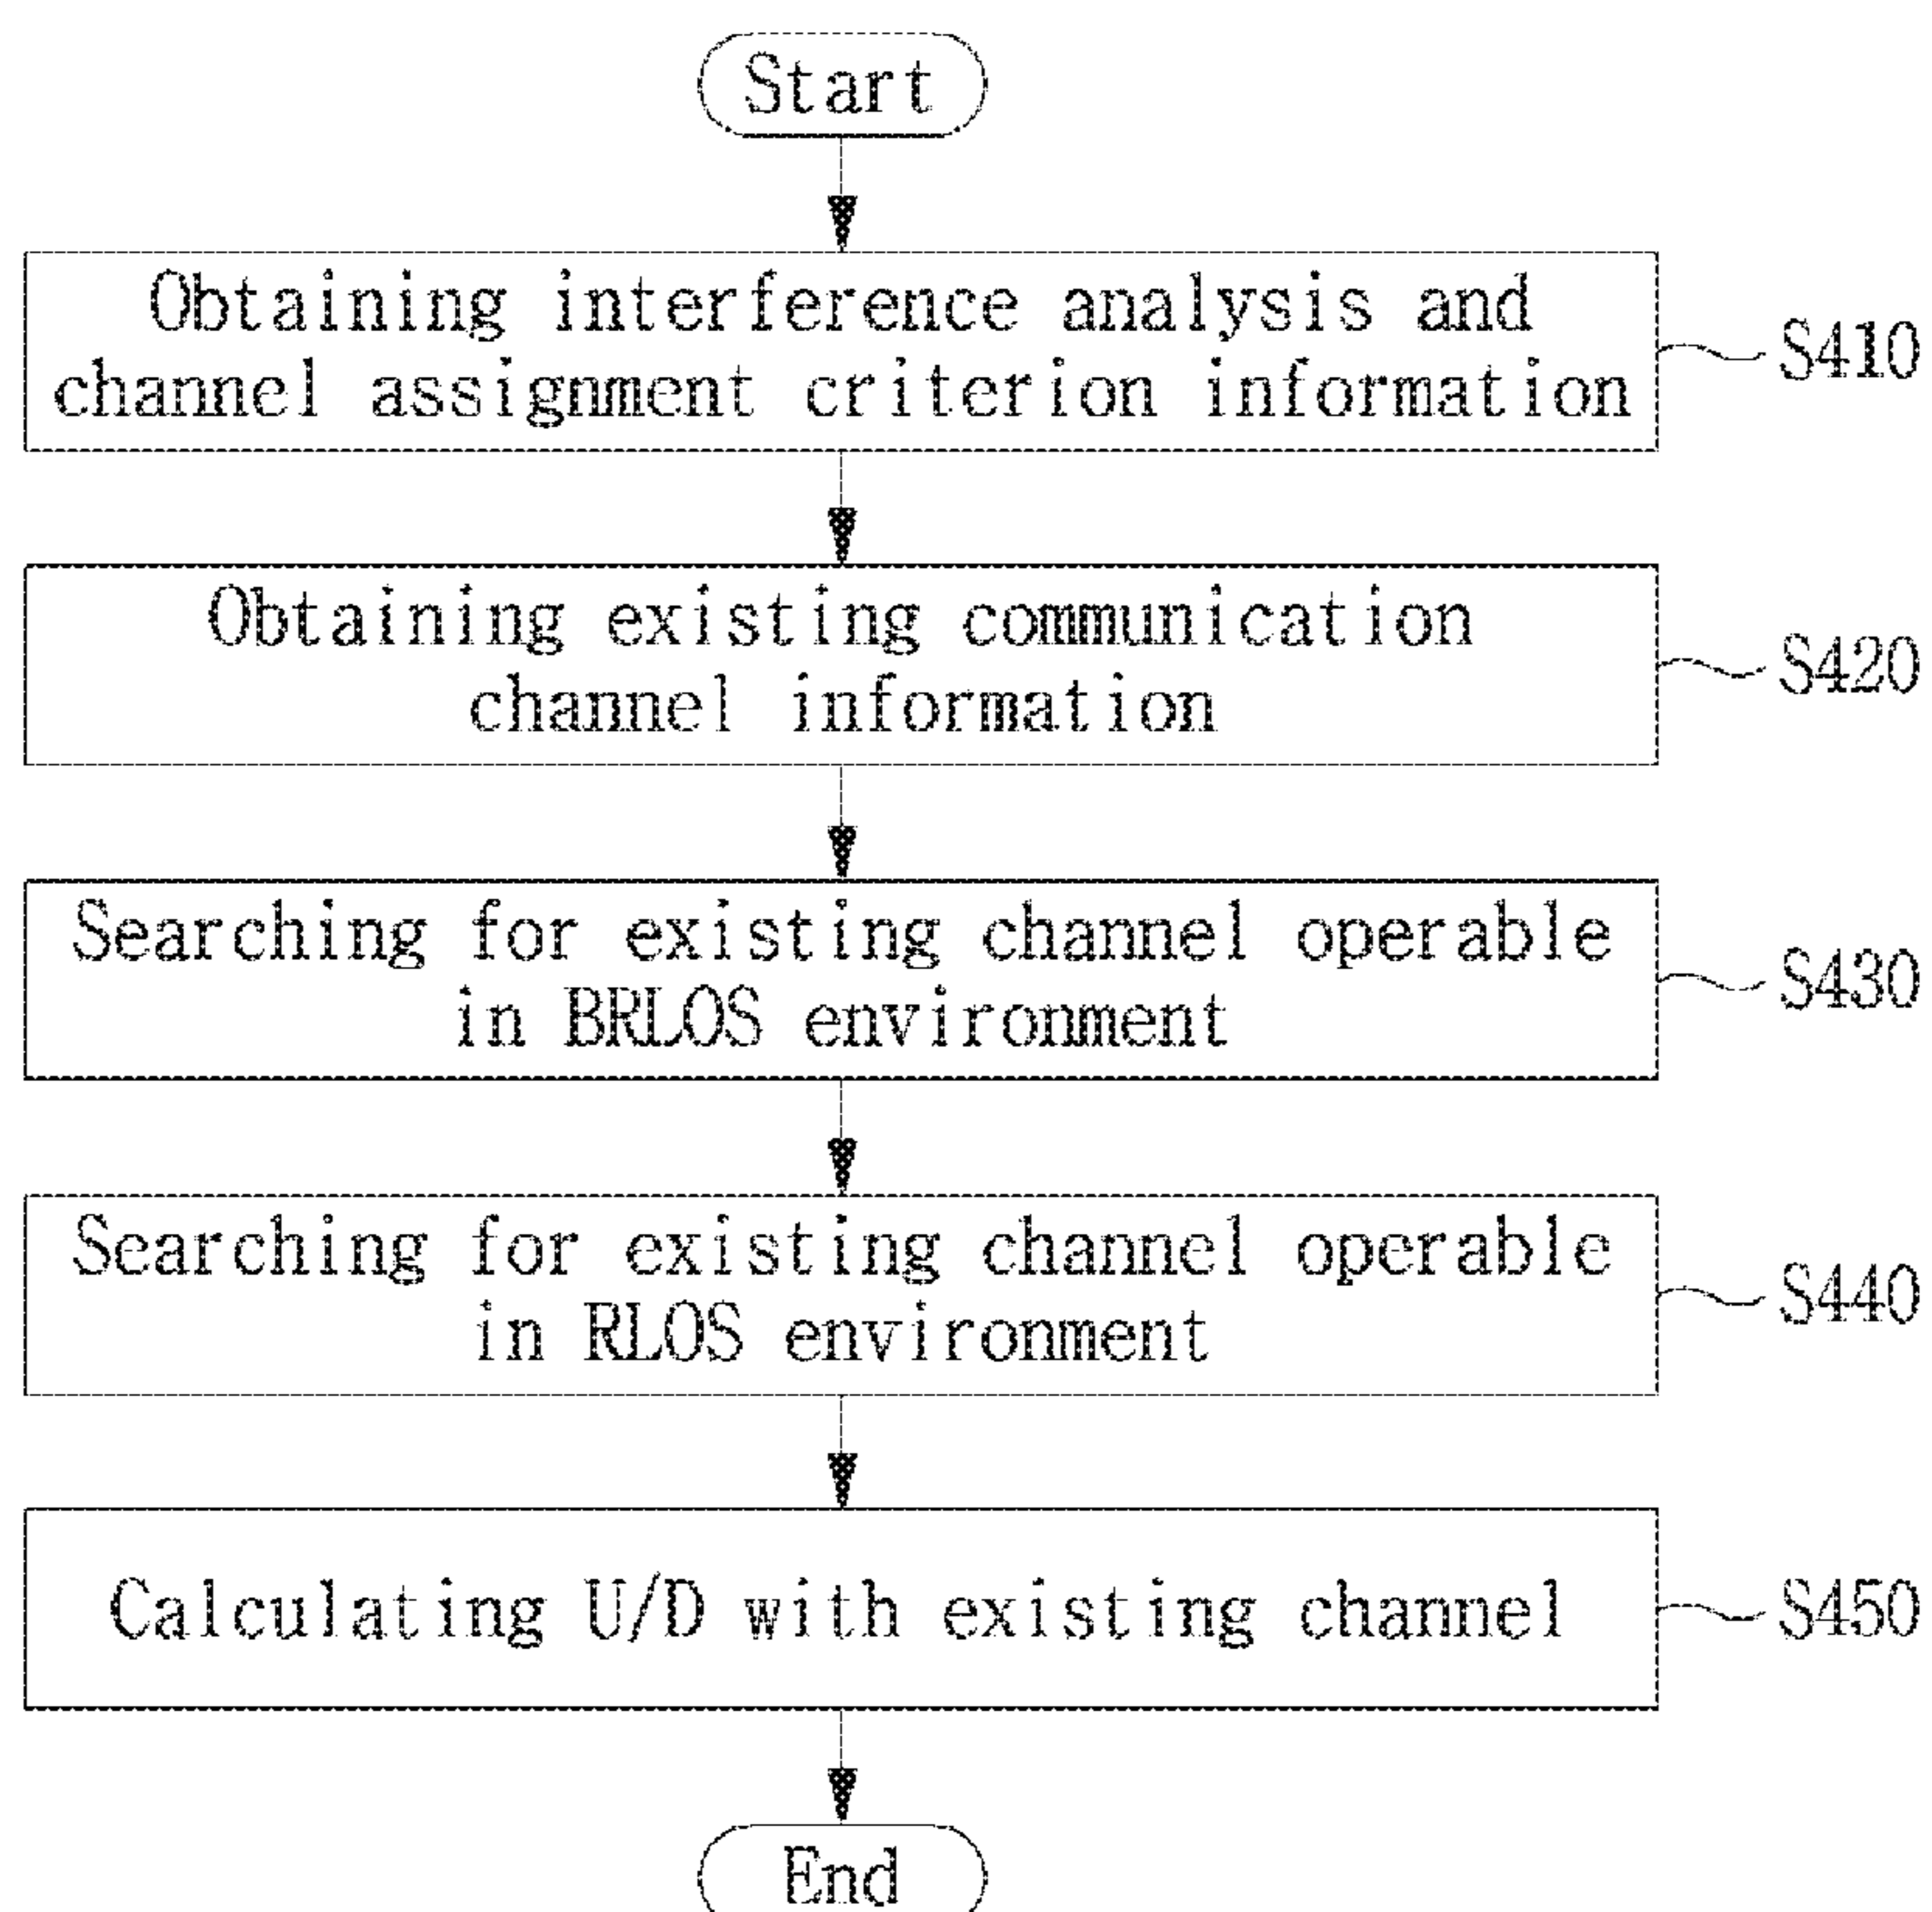 Start
Obtaining interference analysis and
channel assignment criterion information
S410
Obtaining existing communication
channel information
S420
Searching for existing channel operable
in BRLOS environment
S430
Searching for existing channel operable
in RLOS environment
S440
Calculating U/D with existing channel
S450
End